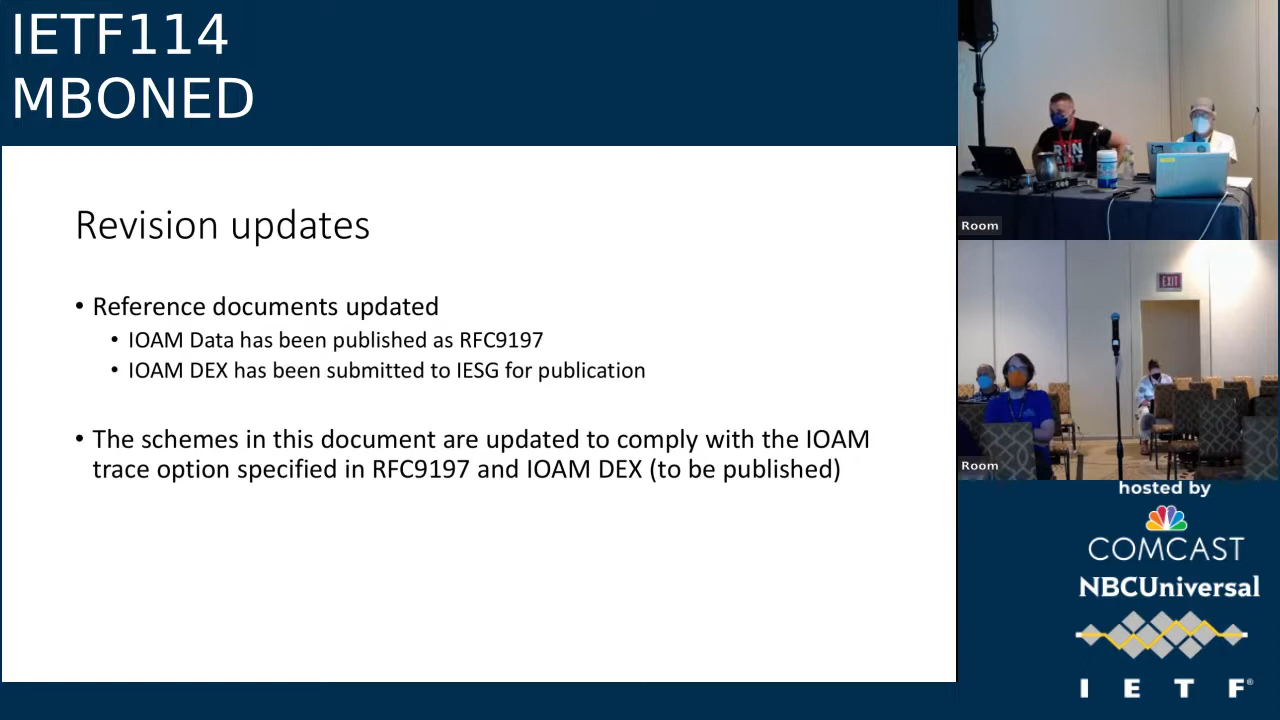 IETF114
MBONED
Revision updates
• Reference documents updated
• IOAM Data has been published as RFC9197
• IOAM DEX has been submitted to IESG for publication
• The schemes in this document are updated to comply with the IOAM
trace option specified in RFC9197 and IOAM DEX (to be published)
Room
EXIT
Room
hosted by
COMCAST
NBCUniversal
I E T F®